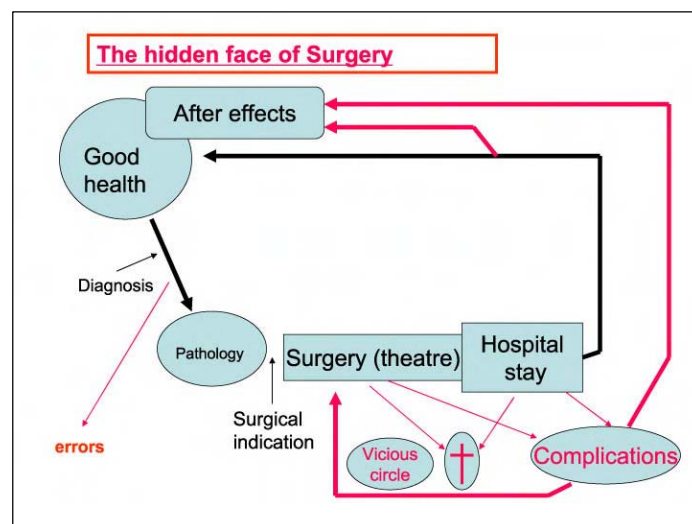 The hidden face of Surgery
After effects
Good
health
Diagnosis
Pathology
Surgery (theatre)
Hospital
stay
Surgical
indication
errors
Vicious
circle
Complications